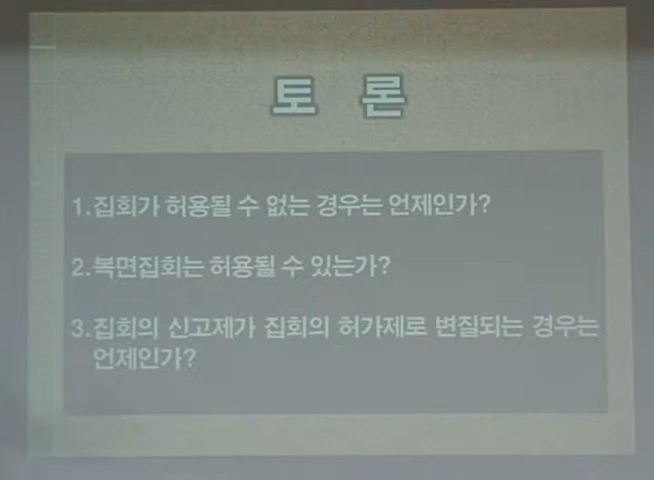 토 론
1.집회가 허용될 수 없는 경우는 언제인가?
2.복면집회는 허용될 수 있는가?
3.집회의 신고제가 집회의 허가제로 변질되는 경우는
언제인가?